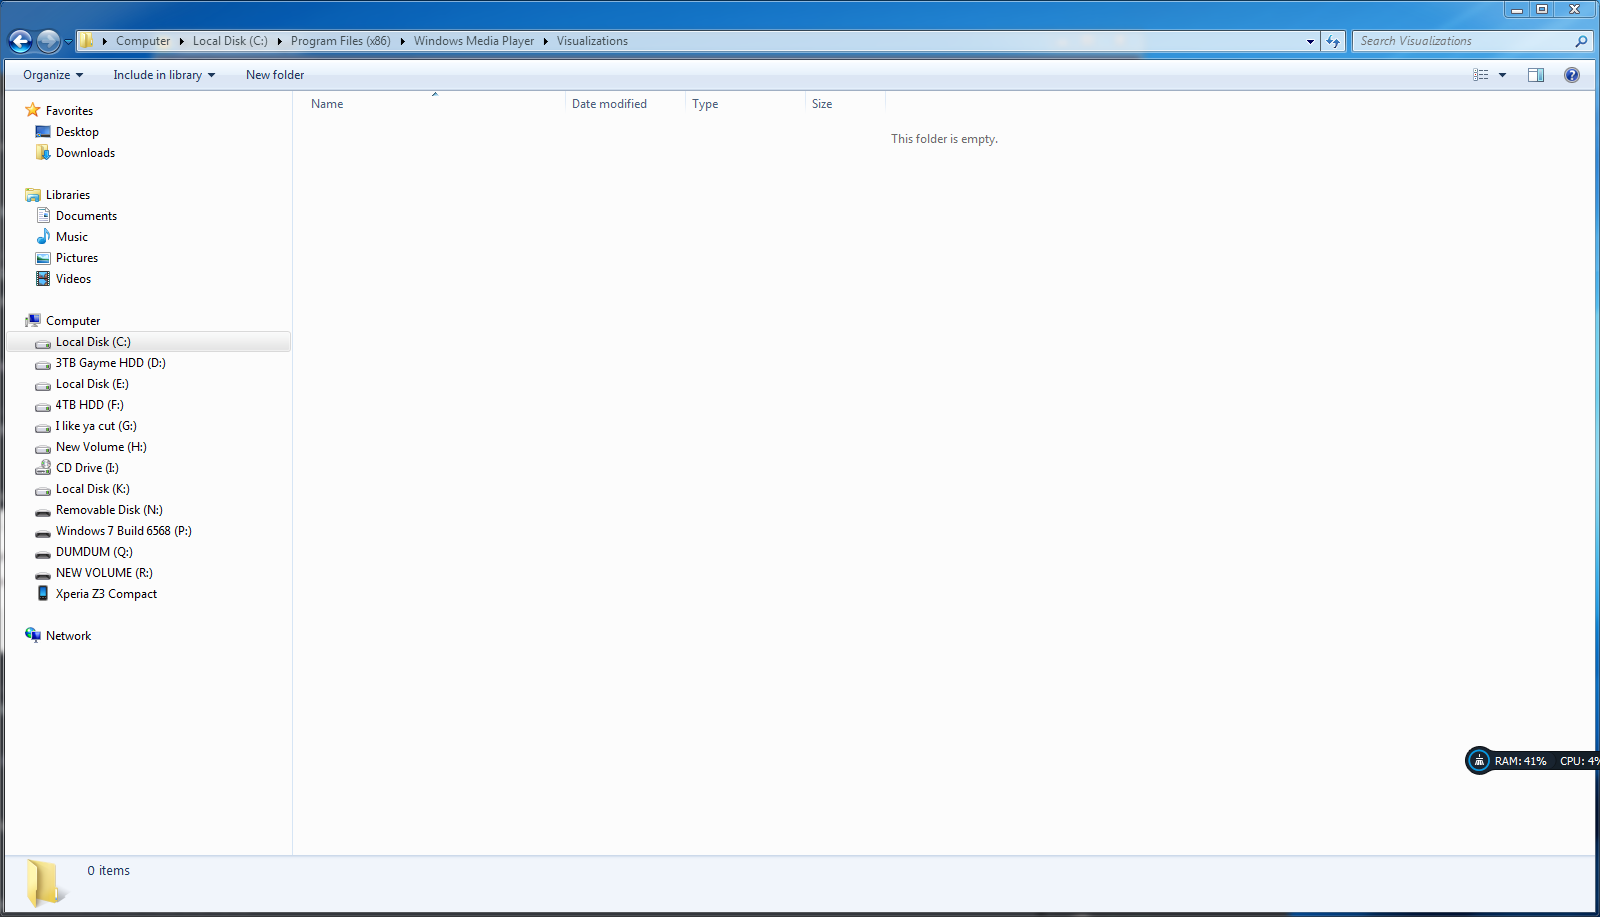 Computer Local Disk (C:) Program Files (x86) Windows Media Player Visualizations
Search Visualizations
Organize Include in library New folder
Name Date modified Type Size
This folder is empty.
Favorites
Desktop
Downloads
Libraries
Documents
Music
Pictures
Videos
Computer
Local Disk (C:)
3TB Gayme HDD (D:)
Local Disk (E:)
4TB HDD (F:)
I like ya cut (G:)
New Volume (H:)
CD Drive (I:)
Local Disk (K:)
Removable Disk (N:)
Windows 7 Build 6568 (P:)
DUMDUM (Q:)
NEW VOLUME (R:)
Xperia Z3 Compact
Network
RAM: 41% CPU: 4%
0 items